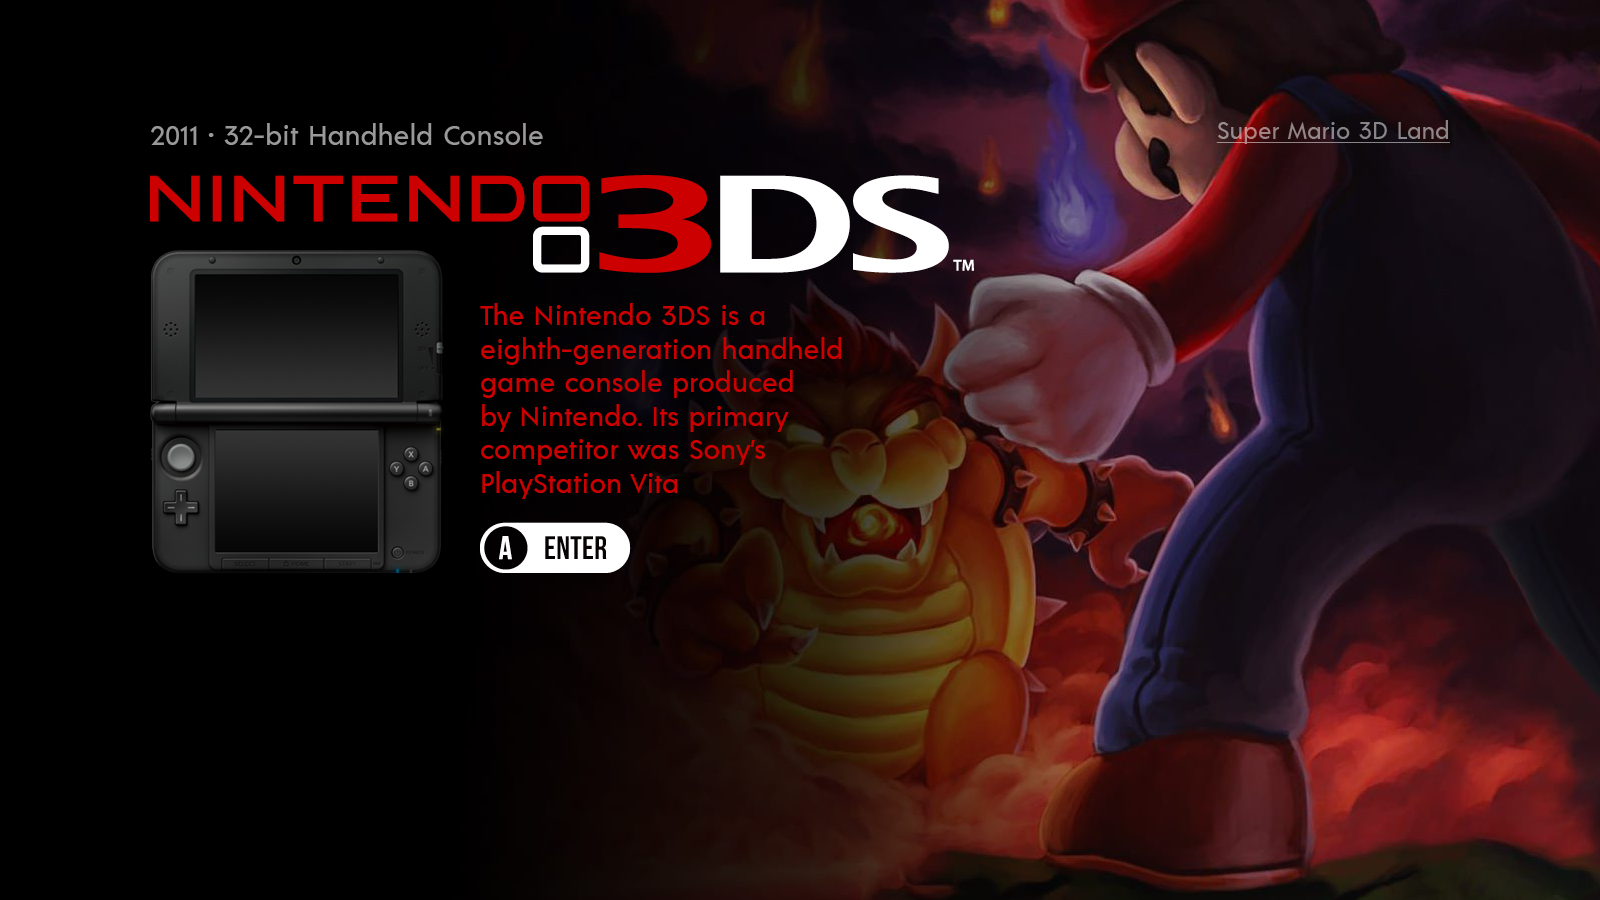 2011 · 32-bit Handheld Console
Super Mario 3D Land
NINTENDO 3DS™
The Nintendo 3DS is a
eighth-generation handheld
game console produced
by Nintendo. Its primary
competitor was Sony's
PlayStation Vita
X
Y A
B
A ENTER